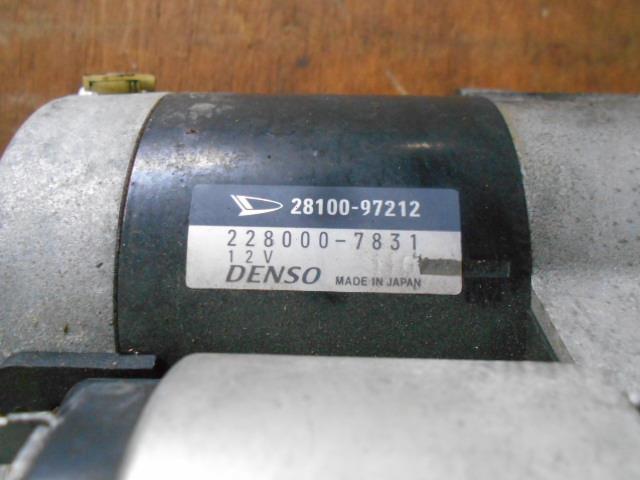 28100-97212
228000-7831
12V
DENSO MADE IN JAPAN